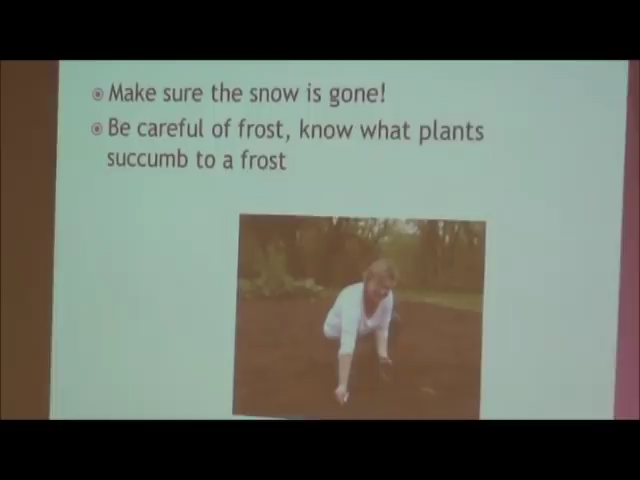 Make sure the snow is gone!
Be careful of frost, know what plants
succumb to a frost